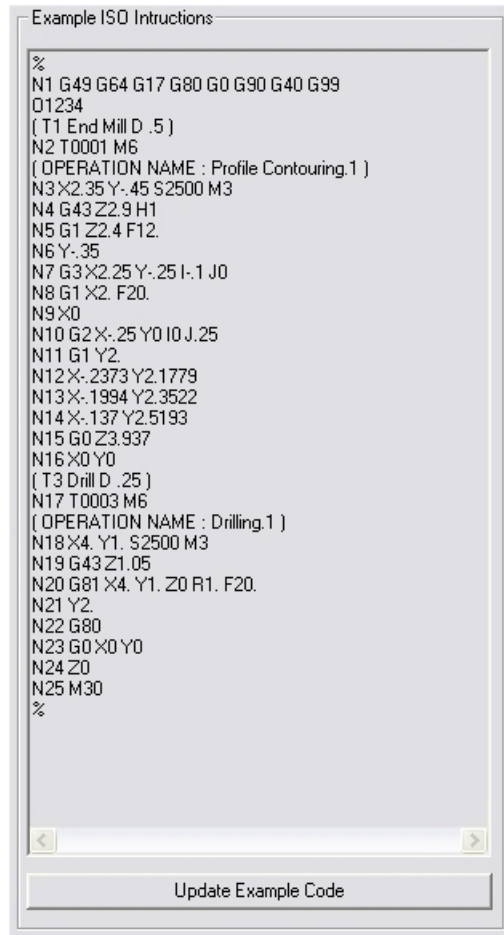 Example ISO Intructions
%
N1 G49 G64 G17 G80 G0 G90 G40 G99
O1234
( T1 End Mill D .5 )
N2 T0001 M6
( OPERATION NAME : Profile Contouring.1 )
N3 X2.35 Y-.45 S2500 M3
N4 G43 Z2.9 H1
N5 G1 Z2.4 F12.
N6 Y-.35
N7 G3 X2.25 Y-.25 I-.1 J0
N8 G1 X2. F20.
N9 X0
N10 G2 X-.25 Y0 I0 J.25
N11 G1 Y2.
N12 X-.2373 Y2.1779
N13 X-.1994 Y2.3522
N14 X-.137 Y2.5193
N15 G0 Z3.937
N16 X0 Y0
( T3 Drill D .25 )
N17 T0003 M6
( OPERATION NAME : Drilling.1 )
N18 X4. Y1. S2500 M3
N19 G43 Z1.05
N20 G81 X4. Y1. Z0 R1. F20.
N21 Y2.
N22 G80
N23 G0 X0 Y0
N24 Z0
N25 M30
%
Update Example Code